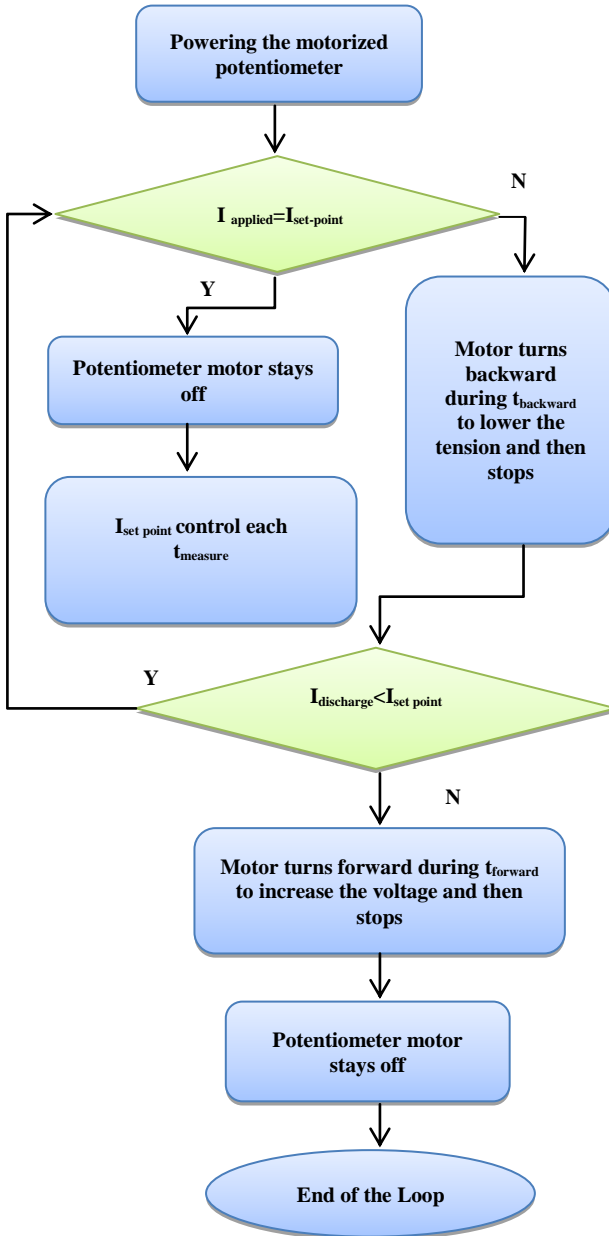 Powering the motorized
potentiometer
N
I applied=Iset-point
Y
Potentiometer motor stays
off
Motor turns
backward
during tbackward
to lower the
tension and then
stops
Iset point control each
tmeasure
Y
Idischarge<Iset point
N
Motor turns forward during tforward
to increase the voltage and then
stops
Potentiometer motor
stays off
End of the Loop